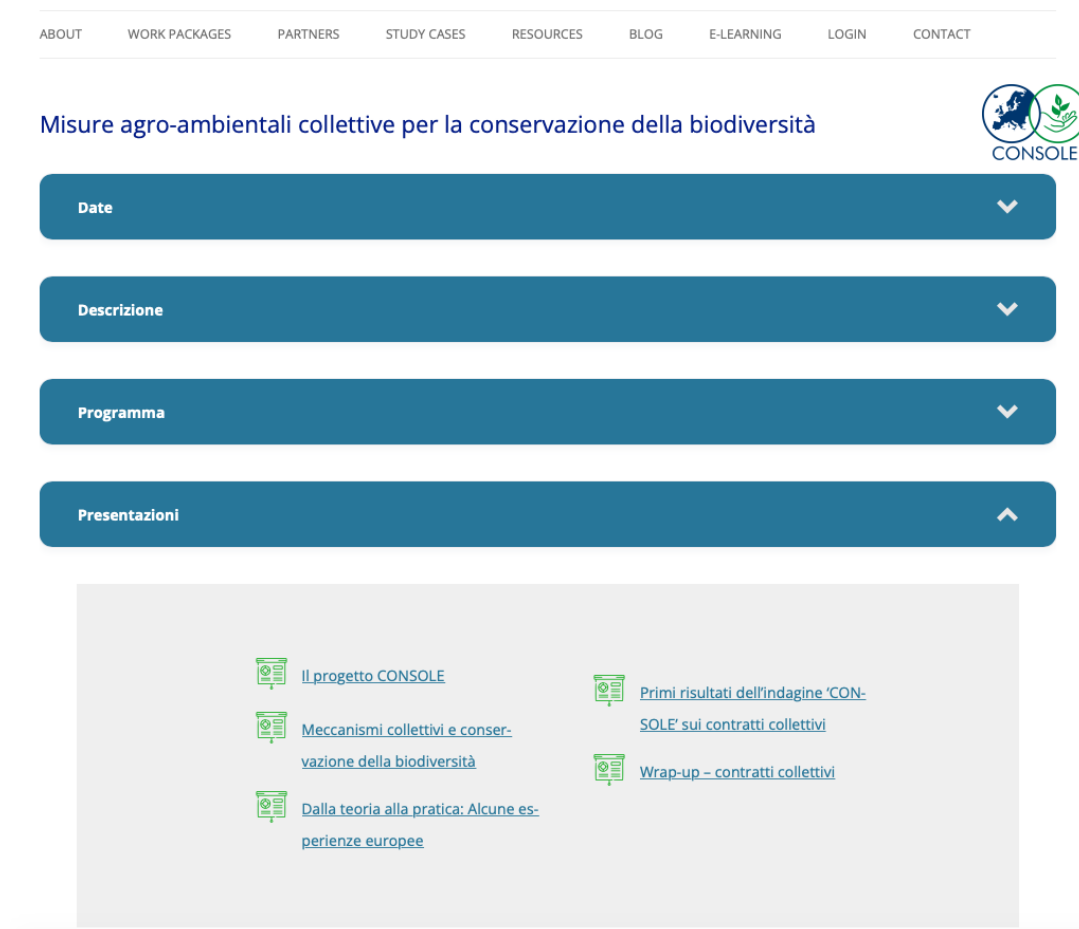 ABOUT WORK PACKAGES PARTNERS STUDY CASES RESOURCES BLOG E-LEARNING LOGIN CONTACT
Misure agro-ambientali collettive per la conservazione della biodiversità
CONSOLE
Date
Descrizione
Programma
Presentazioni
Il progetto CONSOLE
Meccanismi collettivi e conser-
vazione della biodiversità
Dalla teoria alla pratica: Alcune es-
perienze europee
Primi risultati dell’indagine ‘CON-
SOLE’ sui contratti collettivi
Wrap-up – contratti collettivi